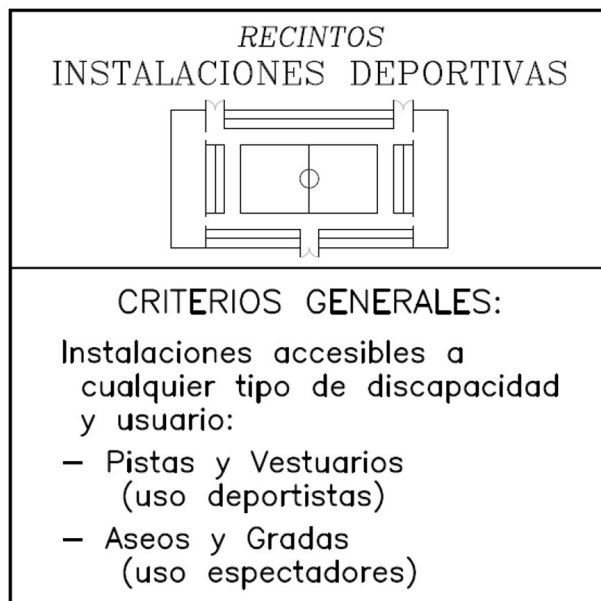 RECINTOS
INSTALACIONES DEPORTIVAS
CRITERIOS GENERALES:
Instalaciones accesibles a
cualquier tipo de discapacidad
y usuario:
– Pistas y Vestuarios
(uso deportistas)
– Aseos y Gradas
(uso espectadores)